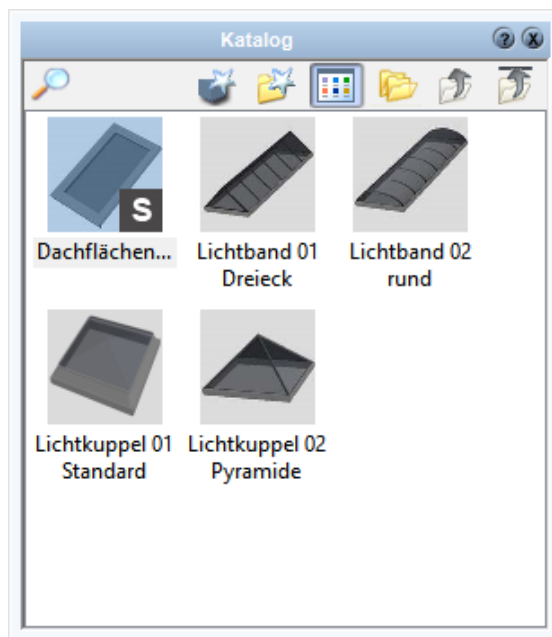 Katalog
S
Dachflächen...
Lichtband 01
Dreieck
Lichtband 02
rund
Lichtkuppel 01
Standard
Lichtkuppel 02
Pyramide